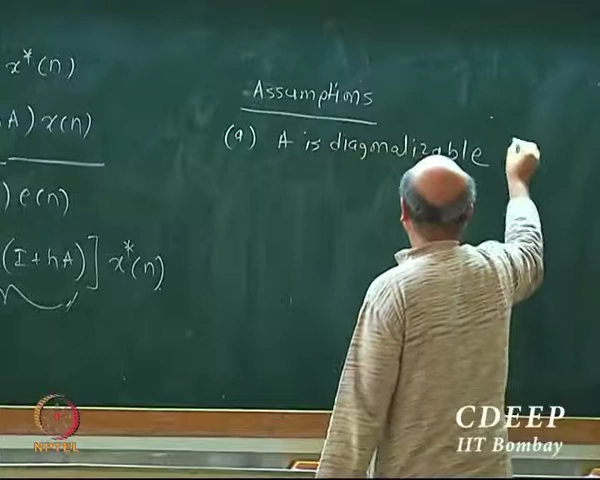 x*(n)
A) x(n)
) e(n)
(I+hA)] x*(n)
Assumptions
(a) A is diagonalizable
NPTEL
CDEEP
IIT Bombay